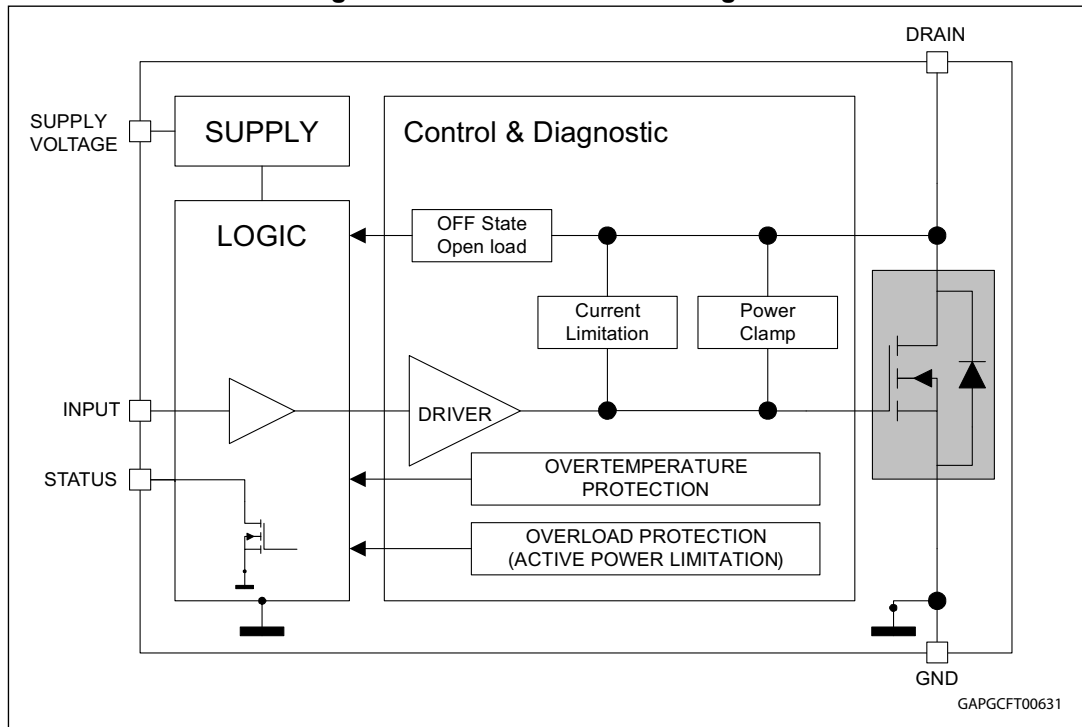 DRAIN
SUPPLY
VOLTAGE
SUPPLY
Control & Diagnostic
LOGIC
OFF State
Open load
Current
Limitation
Power
Clamp
INPUT
DRIVER
STATUS
OVERTEMPERATURE
PROTECTION
OVERLOAD PROTECTION
(ACTIVE POWER LIMITATION)
GND
GAPGCFT00631